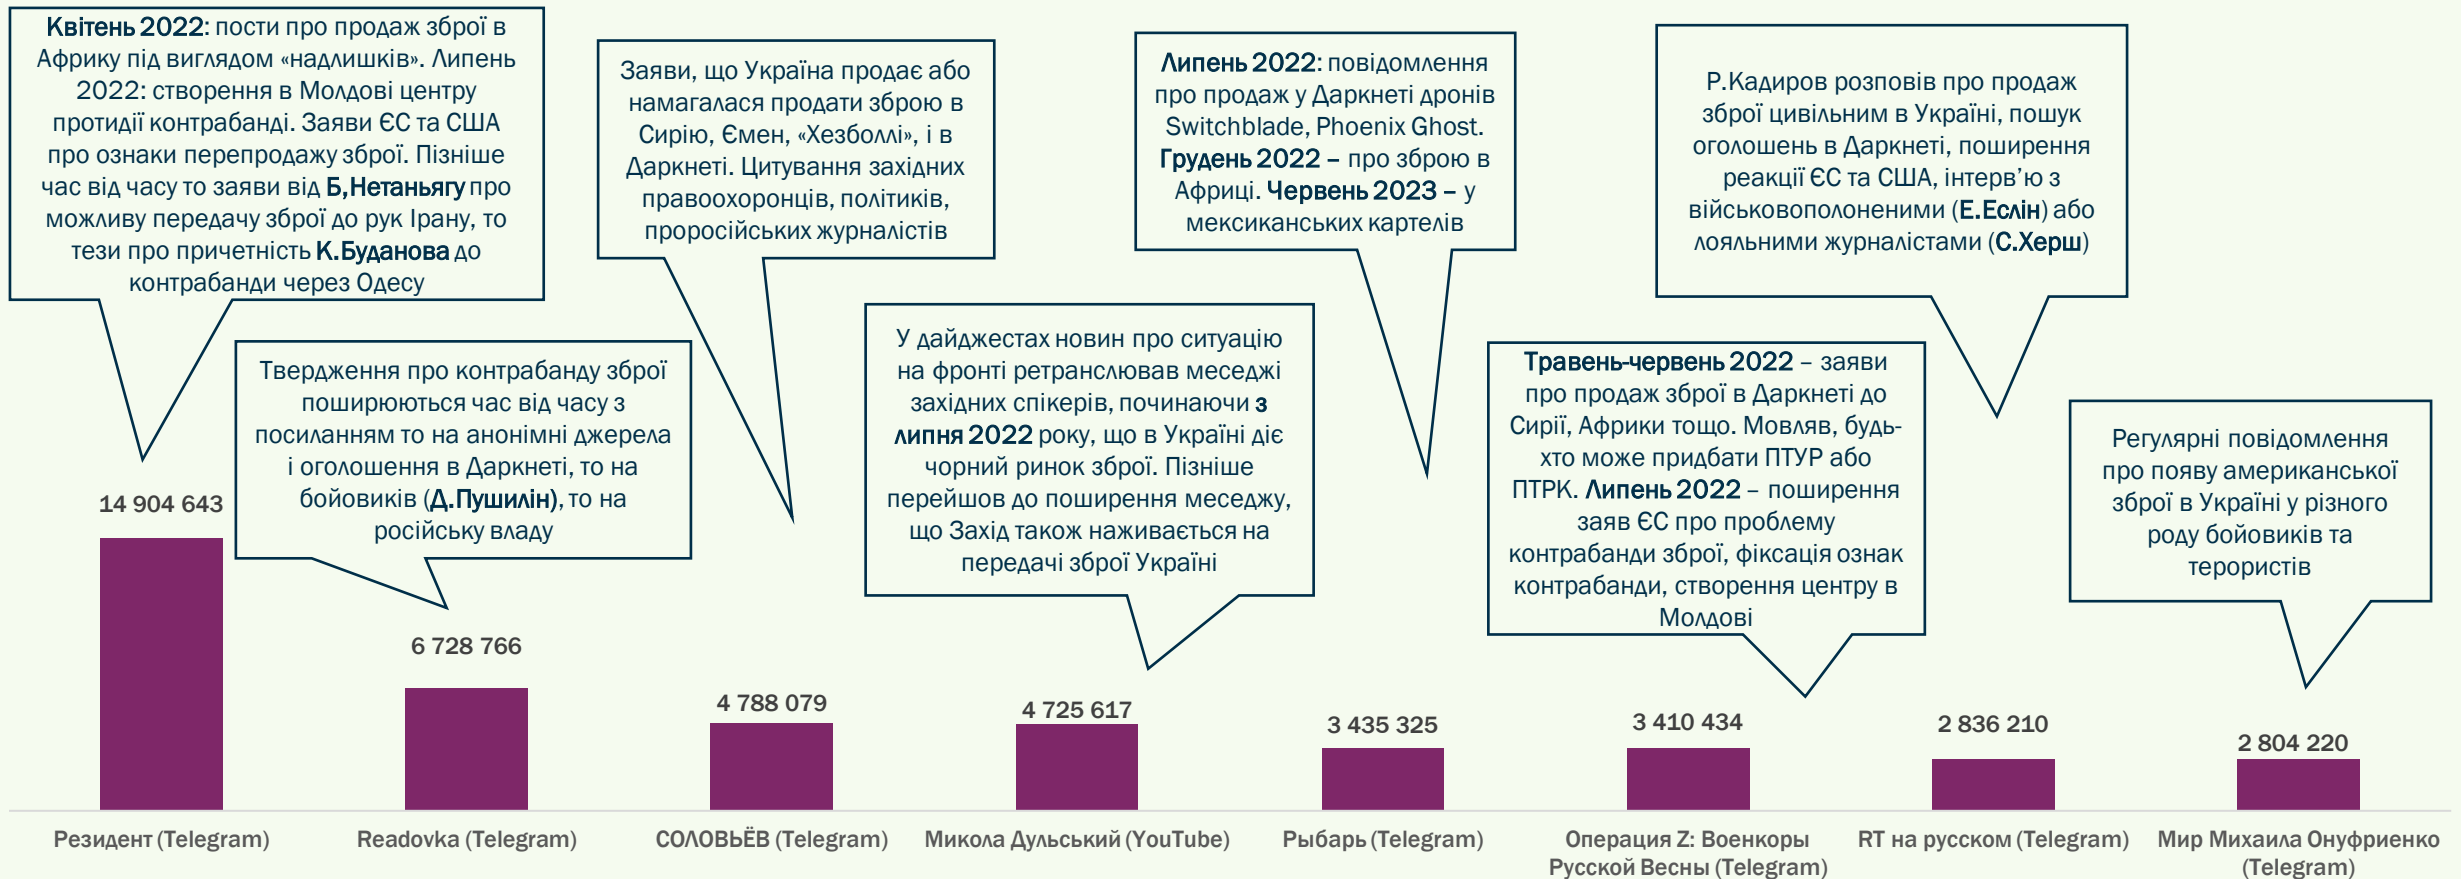 Квітень 2022: пости про продаж зброї в
Африку під виглядом «надлишків». Липень
2022: створення в Молдові центру
протидії контрабанді. Заяви ЄС та США
про ознаки перепродажу зброї. Пізніше
час від часу то заяви від Б,Нетаньягу про
можливу передачу зброї до рук Ірану, то
тези про причетність К.Буданова до
контрабанди через Одесу
Твердження про контрабанду зброї
поширюються час від часу з
посиланням то на анонімні джерела
і оголошення в Даркнеті, то на
бойовиків (Д.Пушилін), то на
російську владу
Заяви, що Україна продає або
намагалася продати зброю в
Сирію, Ємен, «Хезболлі», і в
Даркнеті. Цитування західних
правоохоронців, політиків,
проросійських журналістів
У дайджестах новин про ситуацію
на фронті ретранслював меседжі
західних спікерів, починаючи з
липня 2022 року, що в Україні діє
чорний ринок зброї. Пізніше
перейшов до поширення меседжу,
що Захід також наживається на
передачі зброї Україні
Липень 2022: повідомлення
про продаж у Даркнеті дронів
Switchblade, Phoenix Ghost.
Грудень 2022 – про зброю в
Африці. Червень 2023 – у
мексиканських картелів
Травень-червень 2022 – заяви
про продаж зброї в Даркнеті до
Сирії, Африки тощо. Мовляв, будь-
хто може придбати ПТУР або
ПТРК. Липень 2022 – поширення
заяв ЄС про проблему
контрабанди зброї, фіксація ознак
контрабанди, створення центру в
Молдові
Р.Кадиров розповів про продаж
зброї цивільним в Україні, пошук
оголошень в Даркнеті, поширення
реакції ЄС та США, інтерв’ю з
військовополоненими (Е.Еслін) або
лояльними журналістами (С.Херш)
Регулярні повідомлення
про появу американської
зброї в Україні у різного
роду бойовиків та
терористів
14 904 643
6 728 766
4 788 079
4 725 617
3 435 325
3 410 434
2 836 210
2 804 220
Резидент (Telegram)
Readovka (Telegram)
СОЛОВЬЁВ (Telegram)
Микола Дульський (YouTube)
Рыбарь (Telegram)
Операция Z: Военкоры
Русской Весны (Telegram)
RT на русском (Telegram)
Мир Михаила Онуфриенко
(Telegram)